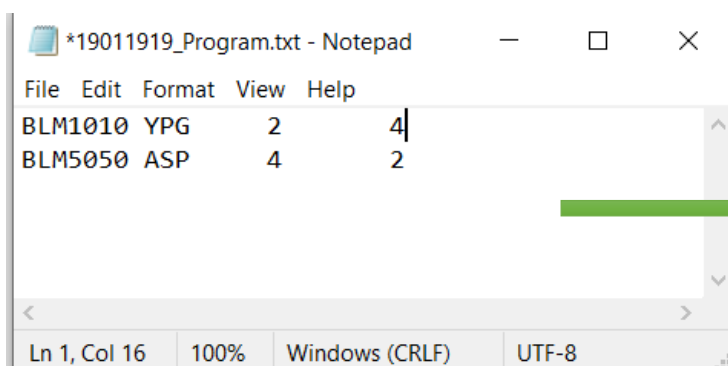 *19011919_Program.txt - Notepad
File Edit Format View Help
BLM1010 YPG 2 4
BLM5050 ASP 4 2
Ln 1, Col 16 100% Windows (CRLF) UTF-8